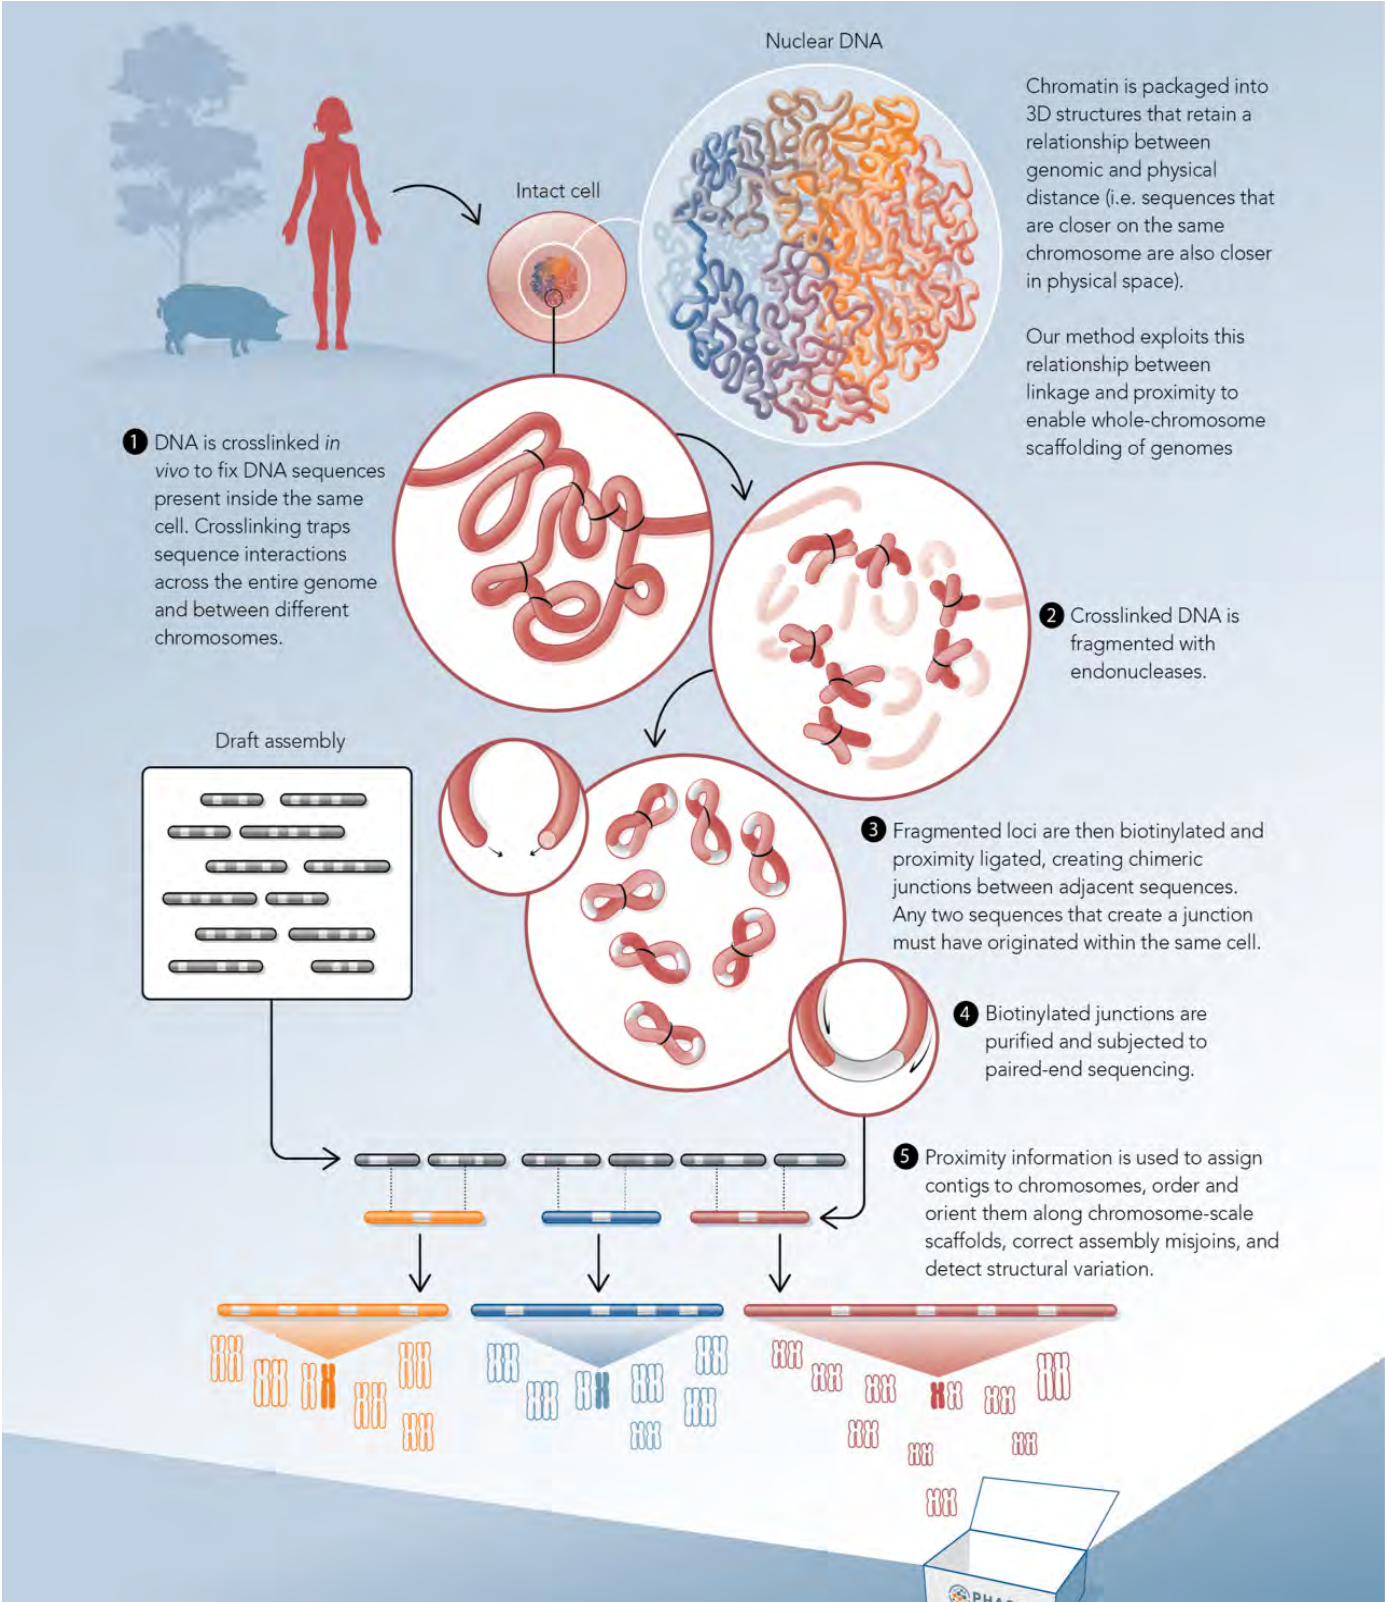 Nuclear DNA
Chromatin is packaged into
3D structures that retain a
relationship between
genomic and physical
distance (i.e. sequences that
are closer on the same
chromosome are also closer
in physical space).
Our method exploits this
relationship between
linkage and proximity to
enable whole-chromosome
scaffolding of genomes
Intact cell
1 DNA is crosslinked in
vivo to fix DNA sequences
present inside the same
cell. Crosslinking traps
sequence interactions
across the entire genome
and between different
chromosomes.
2 Crosslinked DNA is
fragmented with
endonucleases.
Draft assembly
3 Fragmented loci are then biotinylated and
proximity ligated, creating chimeric
junctions between adjacent sequences.
Any two sequences that create a junction
must have originated within the same cell.
4 Biotinylated junctions are
purified and subjected to
paired-end sequencing.
5 Proximity information is used to assign
contigs to chromosomes, order and
orient them along chromosome-scale
scaffolds, correct assembly misjoins, and
detect structural variation.